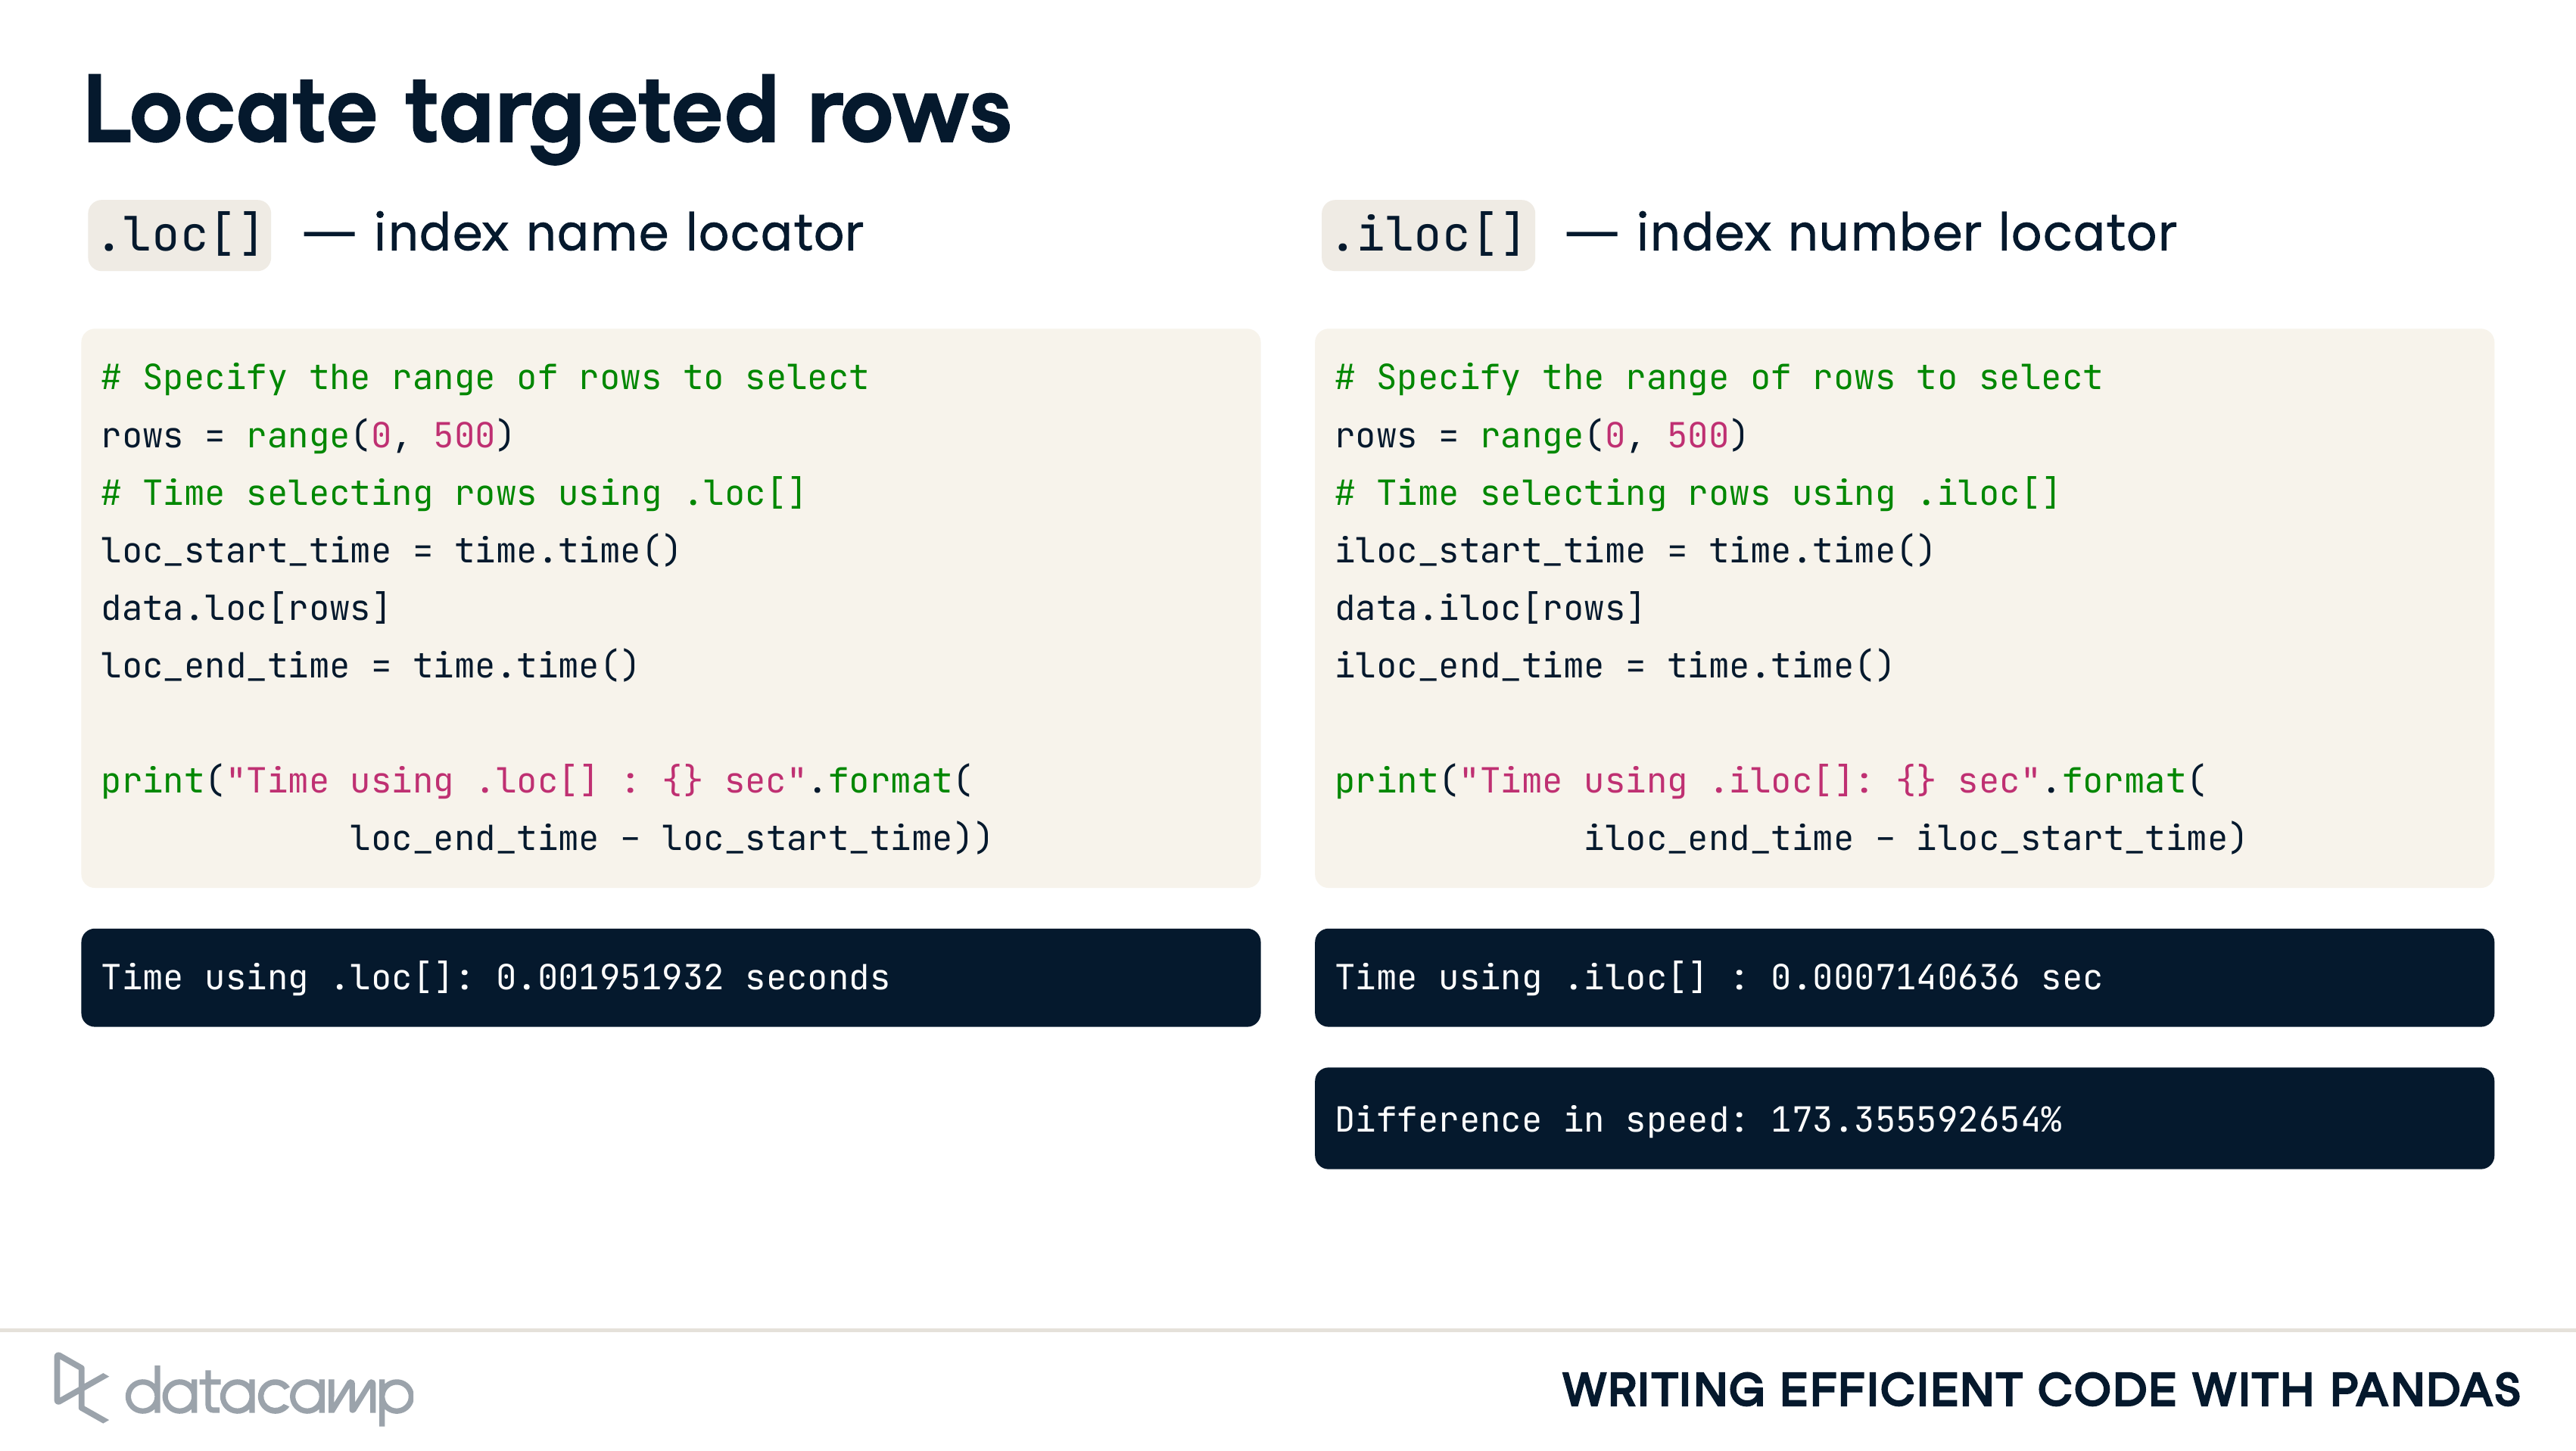 Locate targeted rows
.loc[] — index name locator
# Specify the range of rows to select
rows = range(0, 500)
# Time selecting rows using .loc[]
loc_start_time = time.time()
data.loc[rows]
loc_end_time = time.time()
print("Time using .loc[] : {} sec".format(
loc_end_time - loc_start_time))
Time using .loc[]: 0.001951932 seconds
.iloc[] — index number locator
# Specify the range of rows to select
rows = range(0, 500)
# Time selecting rows using .iloc[]
iloc_start_time = time.time()
data.iloc[rows]
iloc_end_time = time.time()
print("Time using .iloc[]: {} sec".format(
iloc_end_time - iloc_start_time)
Time using .iloc[] : 0.0007140636 sec
Difference in speed: 173.355592654%
datacamp
WRITING EFFICIENT CODE WITH PANDAS